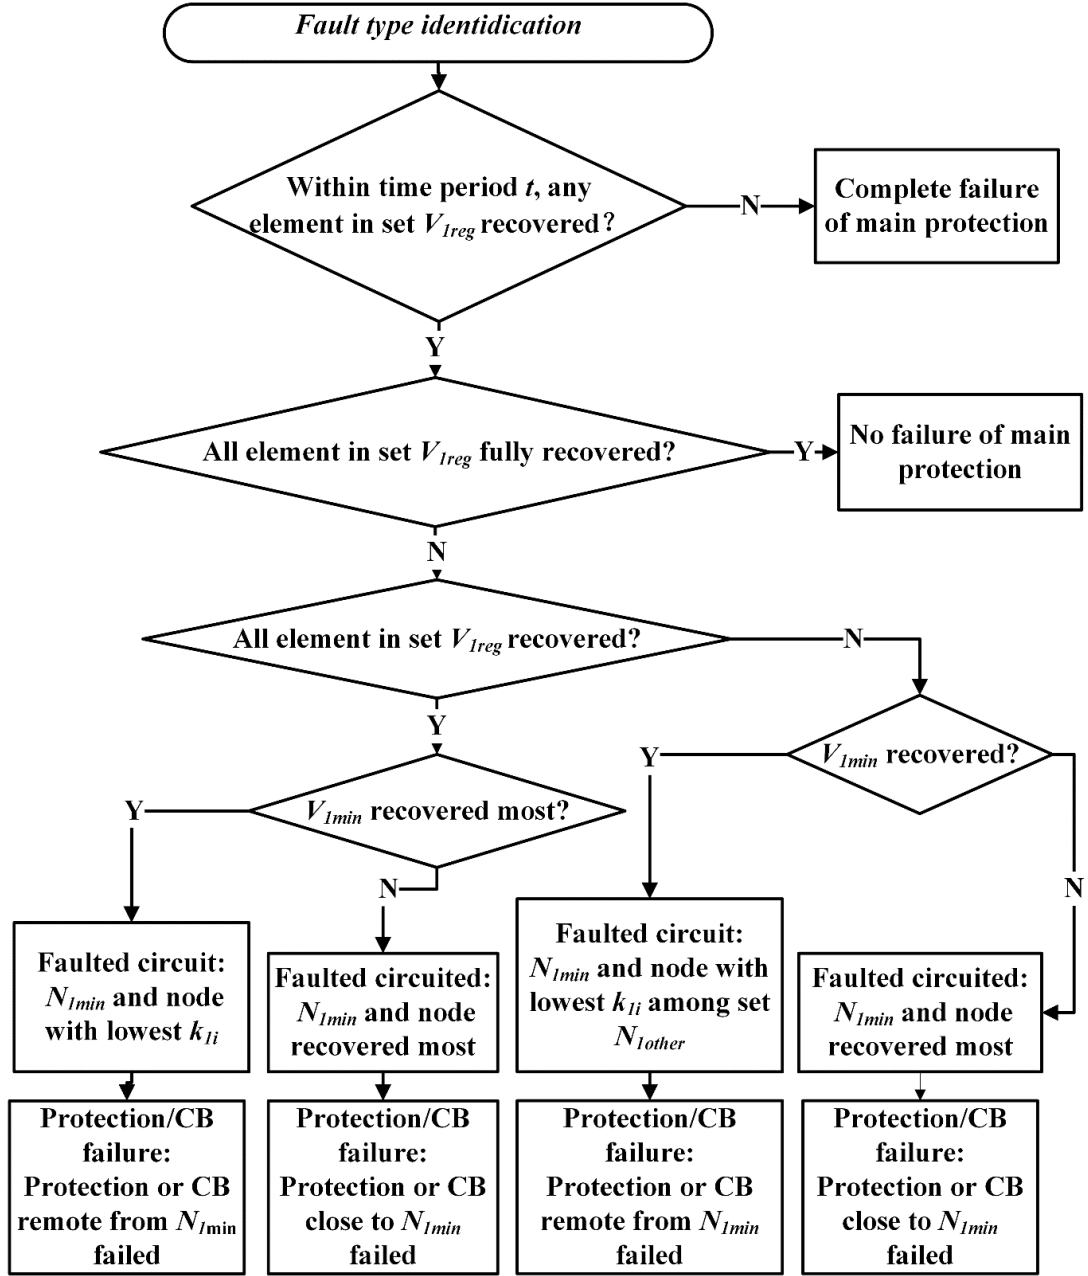 Fault type identidication
Within time period t, any
element in set V1reg recovered?
N
Complete failure
of main protection
Y
All element in set V1reg fully recovered?
Y
No failure of main
protection
N
All element in set V1reg recovered?
N
Y
V1min recovered?
Y
N
V1min recovered most?
Y
N
Faulted circuit:
N1min and node
with lowest k1i
Faulted circuited:
N1min and node
recovered most
Faulted circuit:
N1min and node with
lowest k1i among set
N1other
Faulted circuited:
N1min and node
recovered most
Protection/CB
failure:
Protection or CB
remote from N1min
failed
Protection/CB
failure:
Protection or CB
close to N1min
failed
Protection/CB
failure:
Protection or CB
remote from N1min
failed
Protection/CB
failure:
Protection or CB
close to N1min
failed